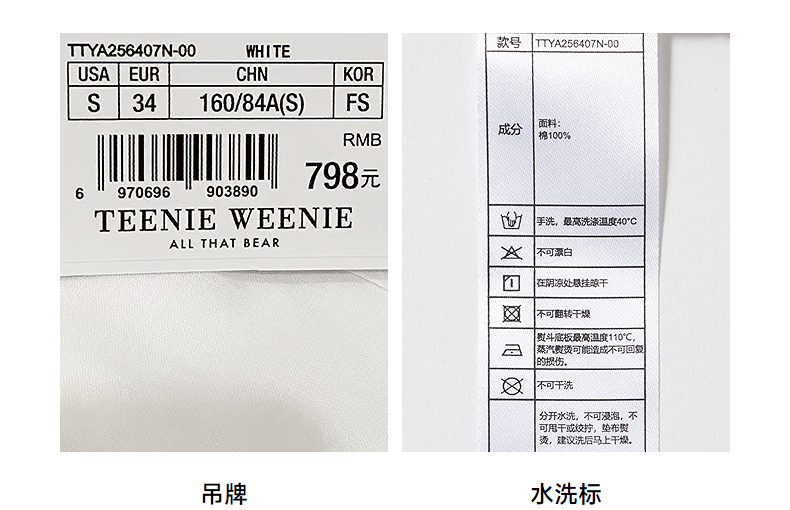 TTYA256407N-00 WHITE
USA EUR CHN KOR
S 34 160/84A(S) FS
RMB
798元
6 970696 903890
TEENIE WEENIE
ALL THAT BEAR
吊牌
款号 TTYA256407N-00
成分
面料：
棉100%
手洗，最高洗涤温度40°C
不可漂白
在阴凉处悬挂晾干
不可翻转干燥
熨斗底板最高温度110℃，
蒸汽熨烫可能造成不可回复
的损伤。
不可干洗
分开水洗，不可浸泡，不
可甩干或绞拧，垫布熨
烫，建议洗后马上干燥。
水洗标